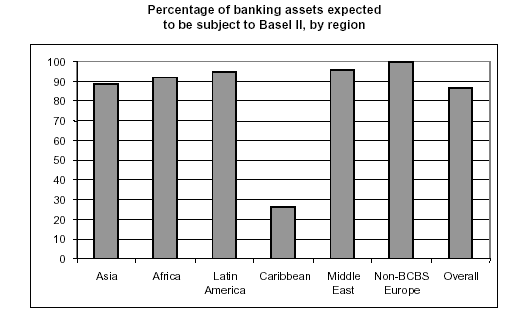 Percentage of banking assets expected
to be subject to Basel II, by region
100
90
80
70
60
50
40
30
20
10
0
Asia
Africa
Latin
America
Caribbean
Middle
East
Non-BCBS
Europe
Overall